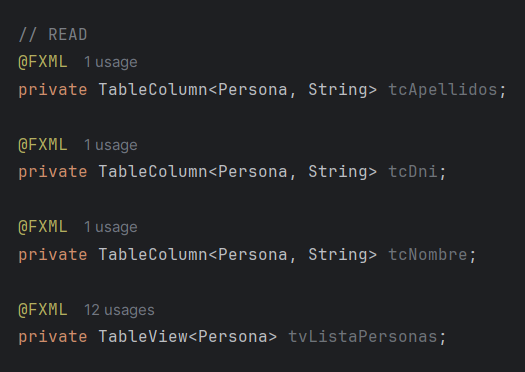 // READ
@FXML 1 usage
private TableColumn<Persona, String> tcApellidos;
@FXML 1 usage
private TableColumn<Persona, String> tcDni;
@FXML 1 usage
private TableColumn<Persona, String> tcNombre;
@FXML 12 usages
private TableView<Persona> tvListaPersonas;